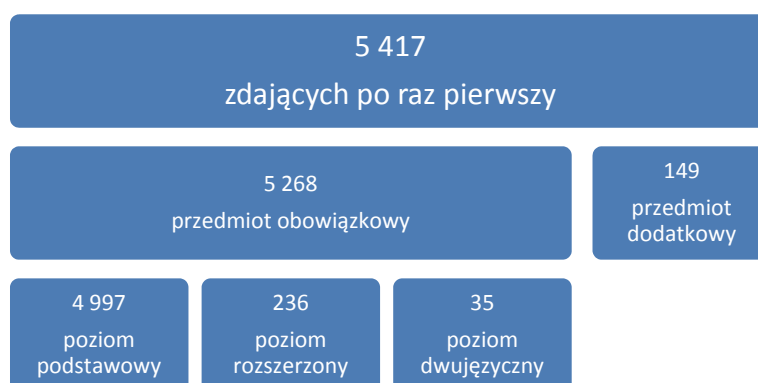 5 417
zdających po raz pierwszy
5 268
przedmiot obowiązkowy
149
przedmiot
dodatkowy
4 997
poziom
podstawowy
236
poziom
rozszerzony
35
poziom
dwujęzyczny